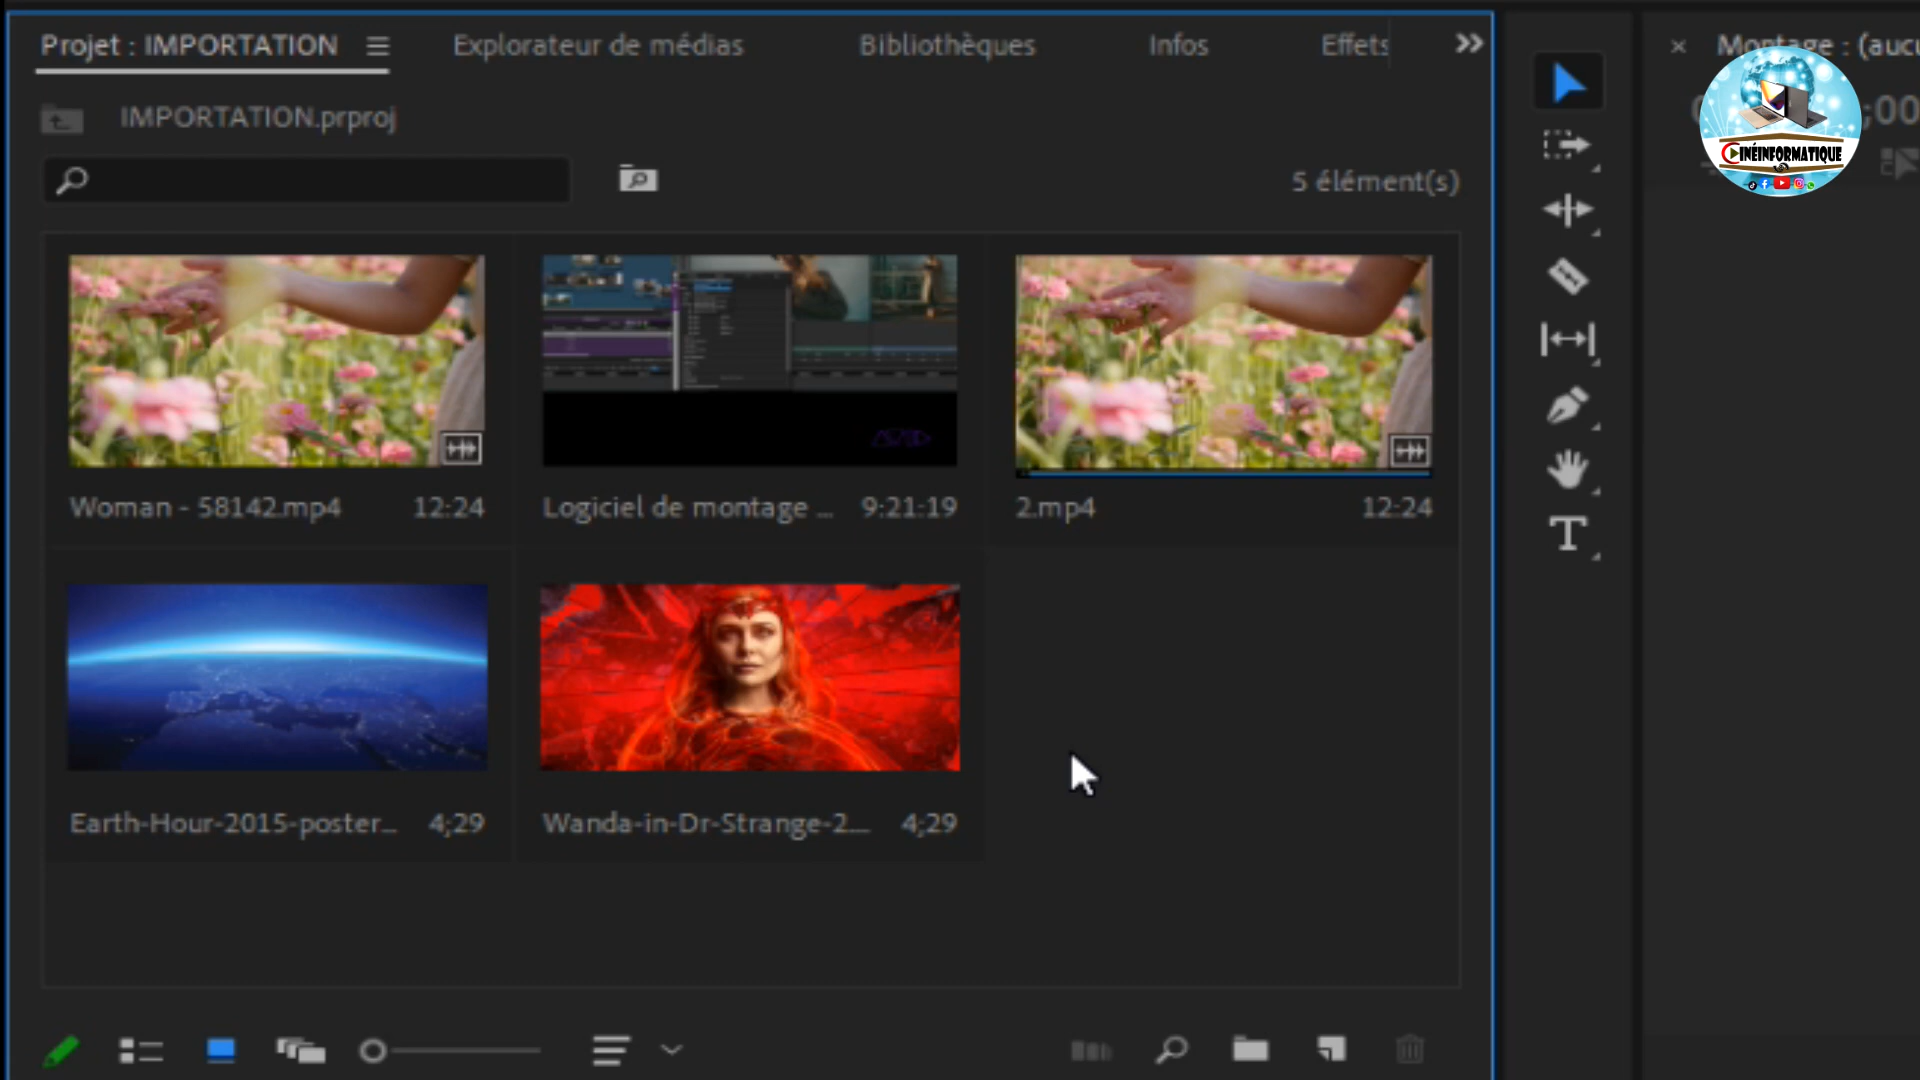 Projet : IMPORTATION
Explorateur de médias
Bibliothèques
Infos
Effets
Montage : (aucu
IMPORTATION.prproj
;00
CINÉINFORMATIQUE
5 élément(s)
Woman - 58142.mp4
12:24
Logiciel de montage ...
9:21:19
2.mp4
12:24
Earth-Hour-2015-poster...
4;29
Wanda-in-Dr-Strange-2...
4;29